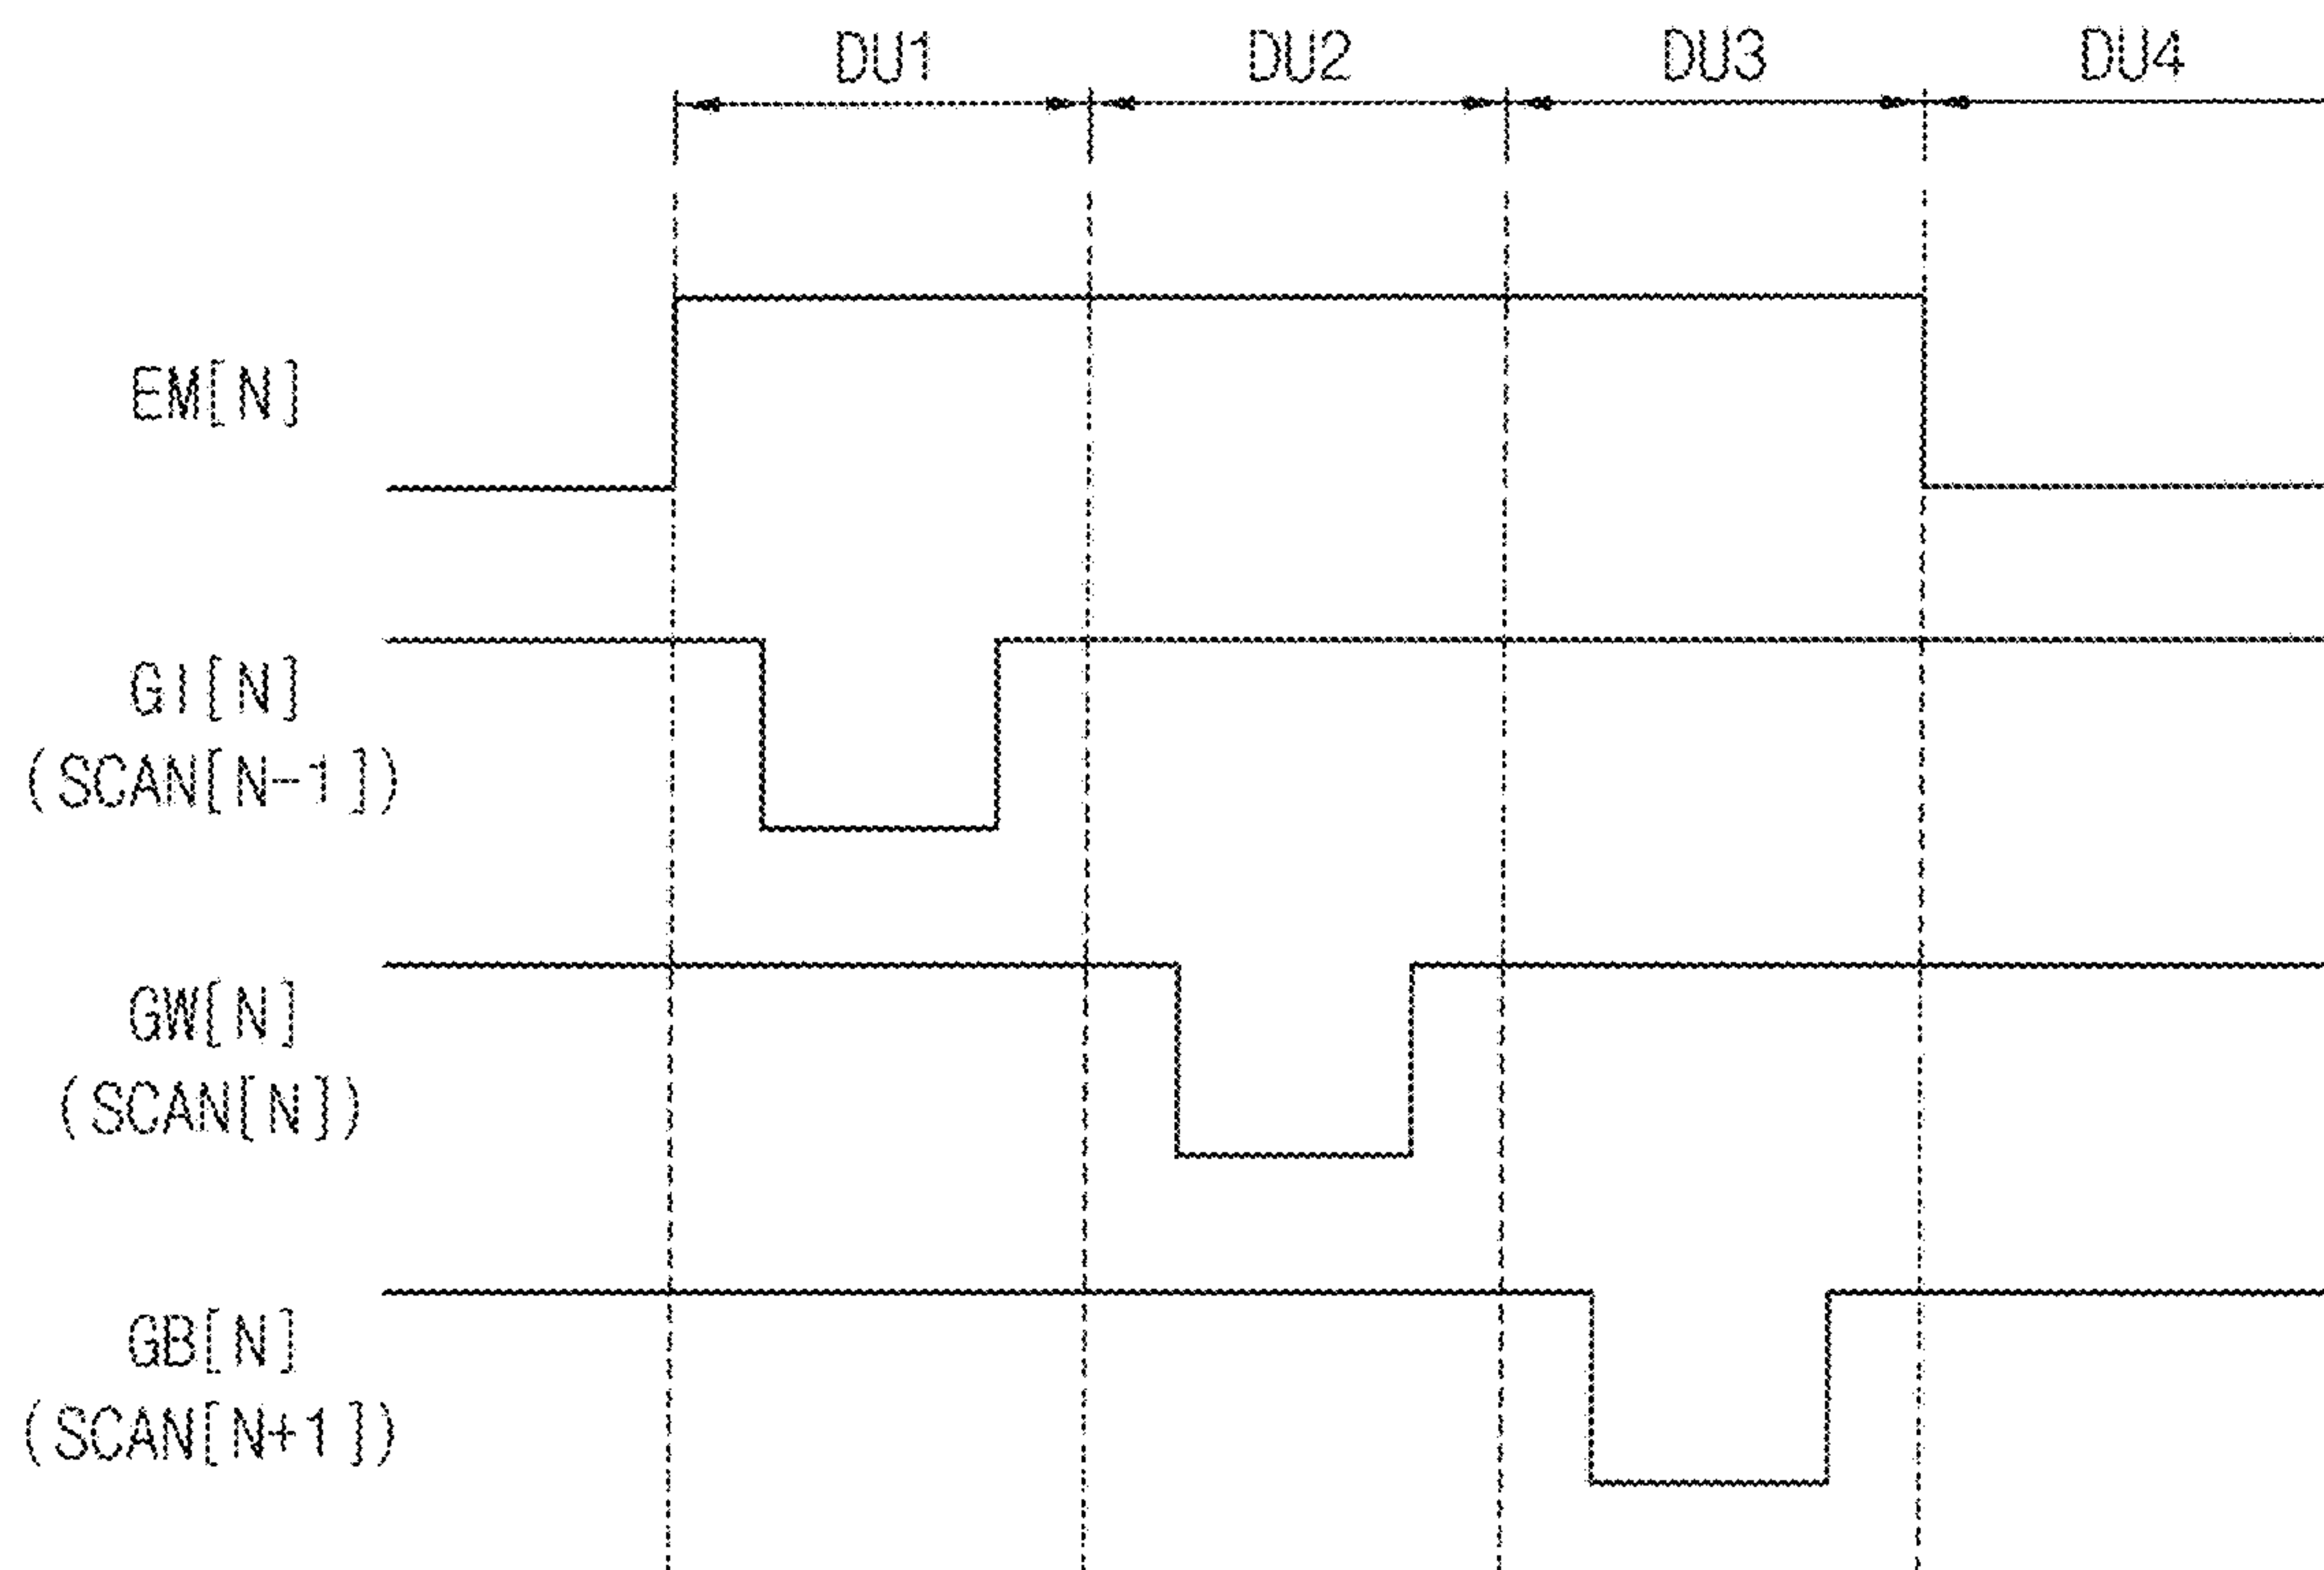 DU1 DU2 DU3 DU4
EM[N]
GI[N]
(SCAN[N-1])
GW[N]
(SCAN[N])
GB[N]
(SCAN[N+1])